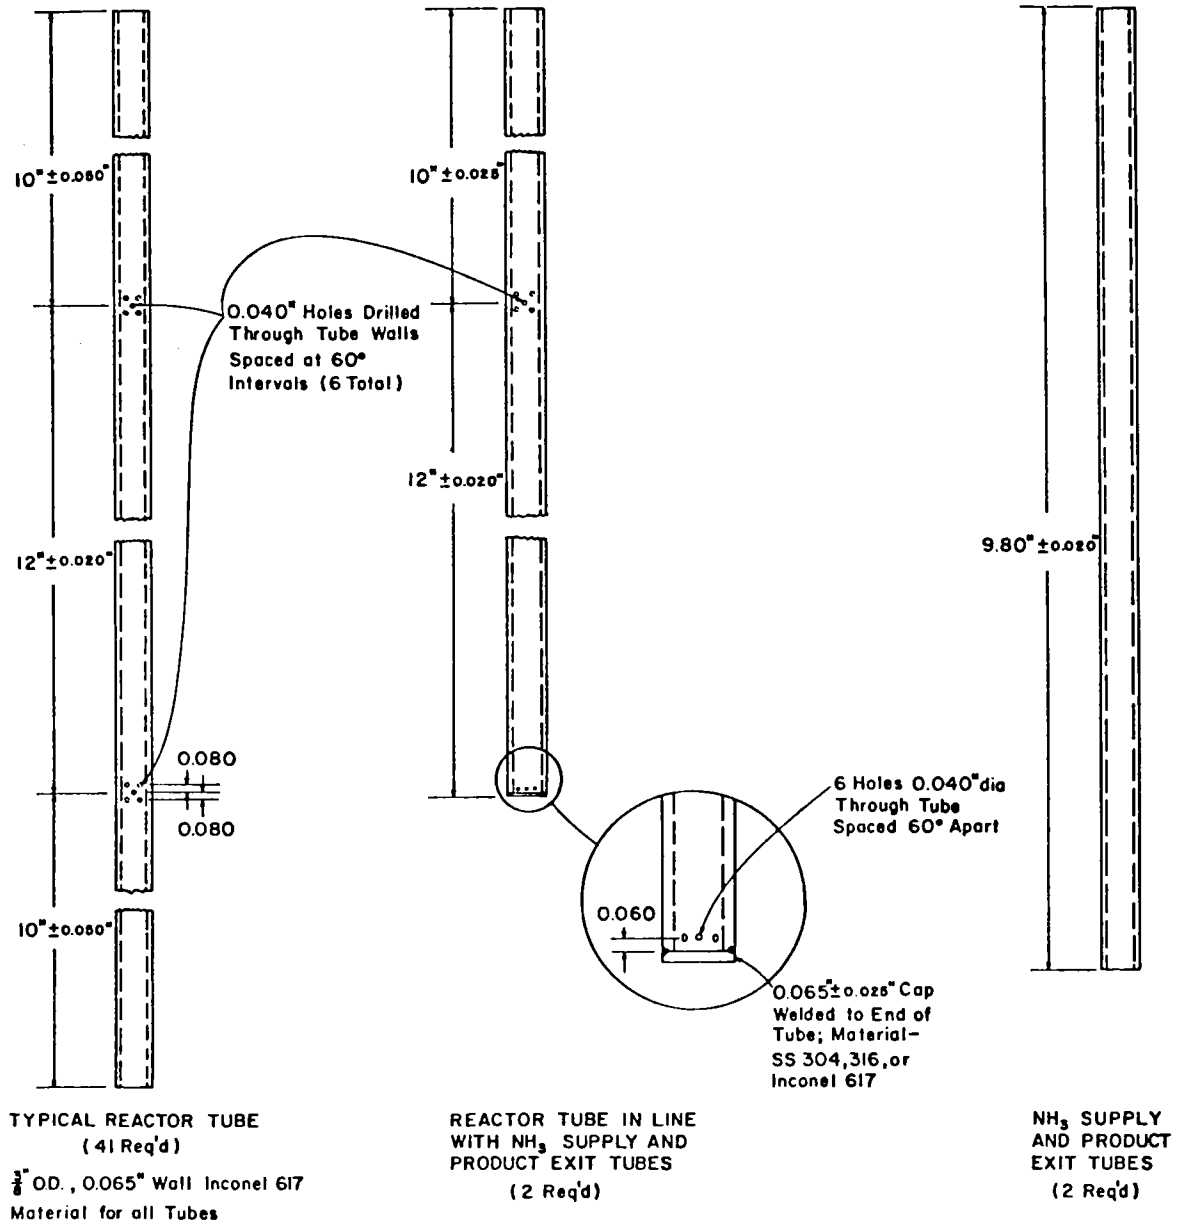 10"±0.050"
12"±0.020"
10"±0.050"
0.080
0.080
0.040" Holes Drilled
Through Tube Walls
Spaced at 60°
Intervals (6 Total)
TYPICAL REACTOR TUBE
(41 Req'd)
3/8" O.D., 0.065" Wall Inconel 617
Material for all Tubes
10"±0.025"
12"±0.020"
6 Holes 0.040" dia
Through Tube
Spaced 60° Apart
0.060
0.065"±0.025" Cap
Welded to End of
Tube; Material-
SS 304, 316, or
Inconel 617
REACTOR TUBE IN LINE
WITH NH₃ SUPPLY AND
PRODUCT EXIT TUBES
(2 Req'd)
9.80"±0.020"
NH₃ SUPPLY
AND PRODUCT
EXIT TUBES
(2 Req'd)